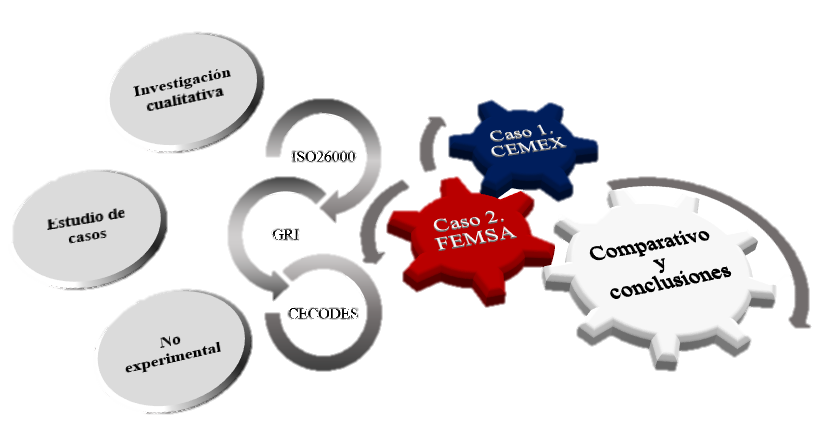 Investigación
cualitativa
Estudio de
casos
No
experimental
ISO26000
GRI
CECODES
Caso 1.
CEMEX
Caso 2.
FEMSA
Comparativo
y
conclusiones